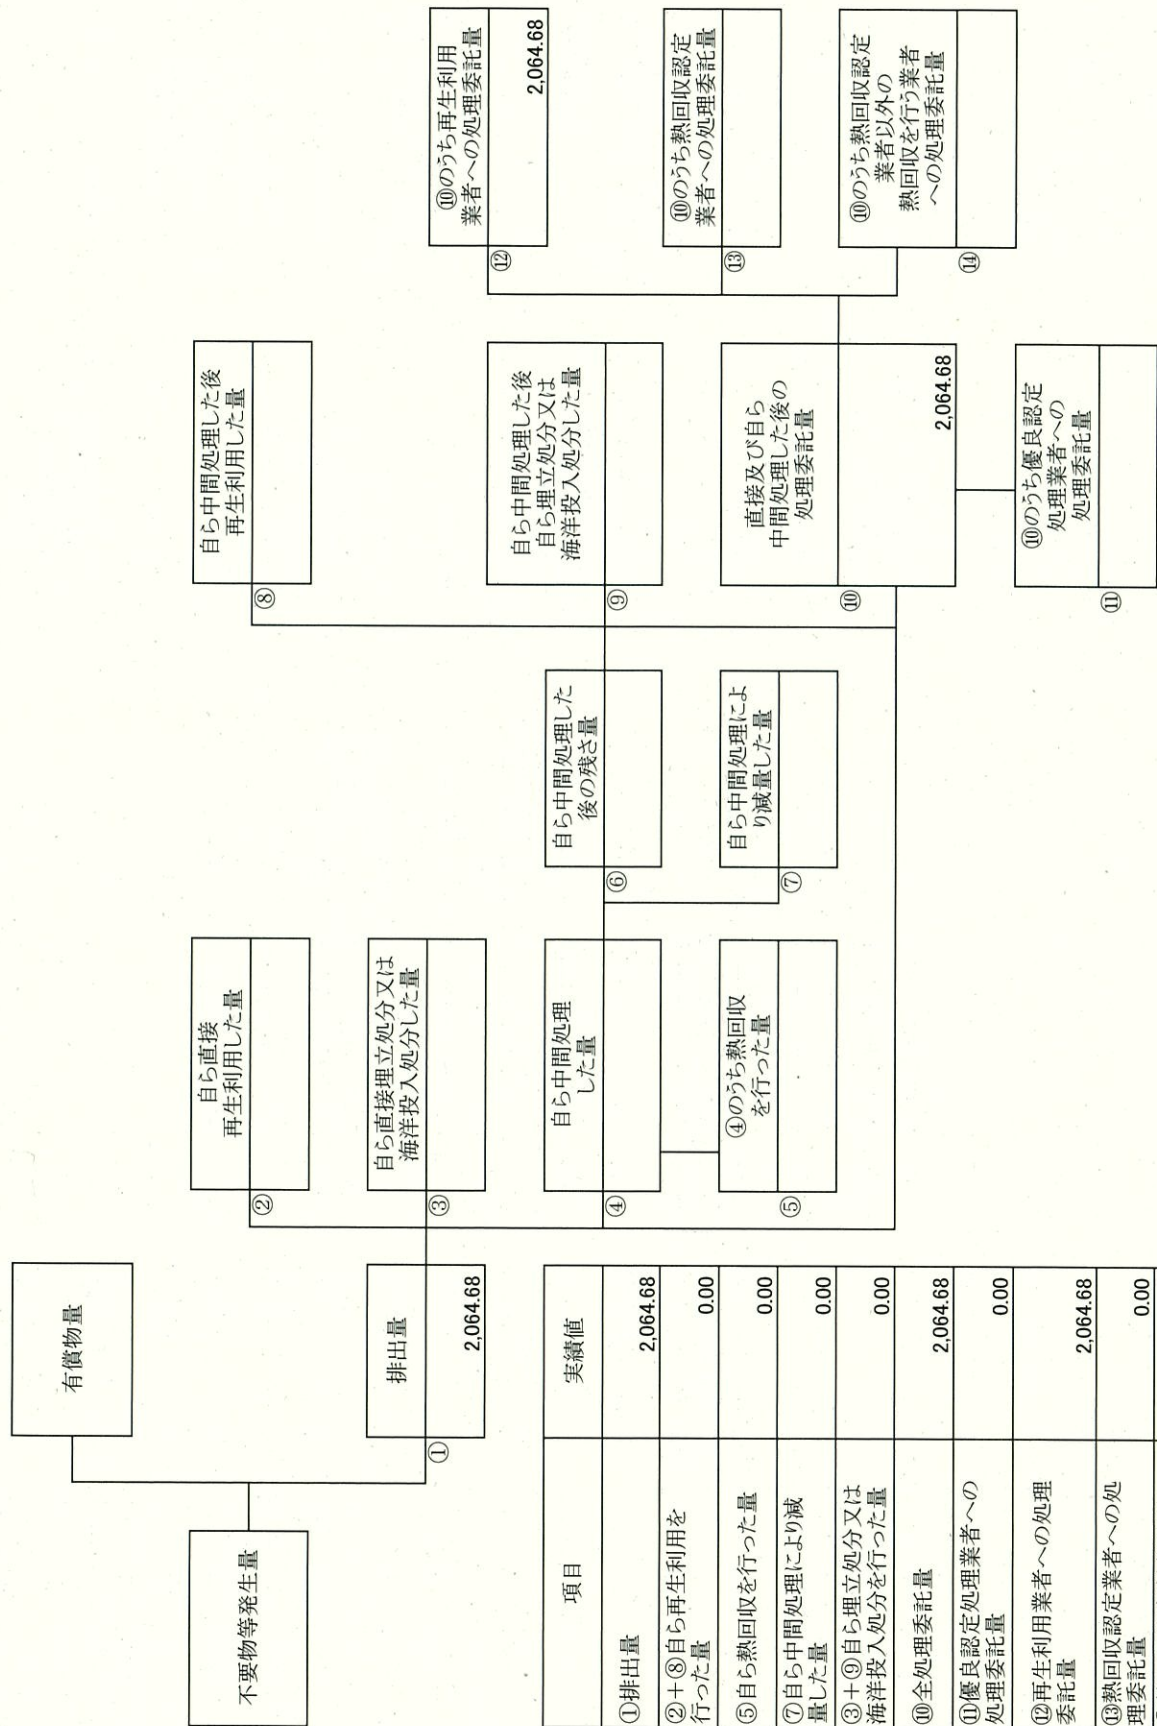 不要物等発生量
有償物量
排出量
①
2,064.68
自ら直接
再生利用した量
②
自ら直接埋立処分又は
海洋投入処分した量
③
自ら中間処理
した量
④
④のうち熱回収
を行った量
⑤
自ら中間処理した
後の残さ量
⑥
自ら中間処理によ
り減量した量
⑦
自ら中間処理した後
再生利用した量
⑧
自ら中間処理した後
自ら埋立処分又は
海洋投入処分した量
⑨
直接及び自ら
中間処理した後の
処理委託量
⑩
2,064.68
⑩のうち優良認定
処理業者への
処理委託量
⑪
⑩のうち再生利用
業者への処理委託量
⑫
2,064.68
⑩のうち熱回収認定
業者への処理委託量
⑬
⑩のうち熱回収認定
業者以外の
熱回収を行う業者
への処理委託量
⑭
項目
実績値
①排出量
2,064.68
②+⑧自ら再生利用を
行った量
0.00
⑤自ら熱回収を行った量
0.00
⑦自ら中間処理により減
量した量
0.00
③+⑨自ら埋立処分又は
海洋投入処分を行った量
0.00
⑩全処理委託量
2,064.68
⑪優良認定処理業者への
処理委託量
0.00
⑫再生利用業者への処理
委託量
2,064.68
⑬熱回収認定業者への処
理委託量
0.00